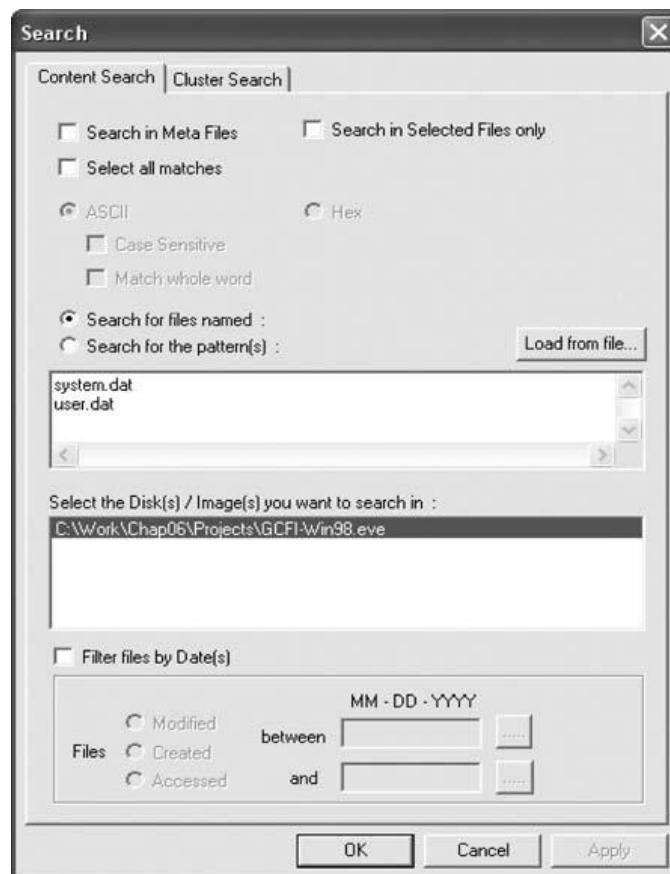 Search
Content Search Cluster Search
Search in Meta Files Search in Selected Files only
Select all matches
ASCII Hex
Case Sensitive
Match whole word
Search for files named :
Search for the pattern(s) : Load from file...
system.dat
user.dat
Select the Disk(s) / Image(s) you want to search in :
C:\Work\Chap06\Projects\GCFI-Win98.eve
Filter files by Date(s)
MM - DD - YYYY
Modified
between .....
Files Created
and .....
Accessed
OK Cancel Apply